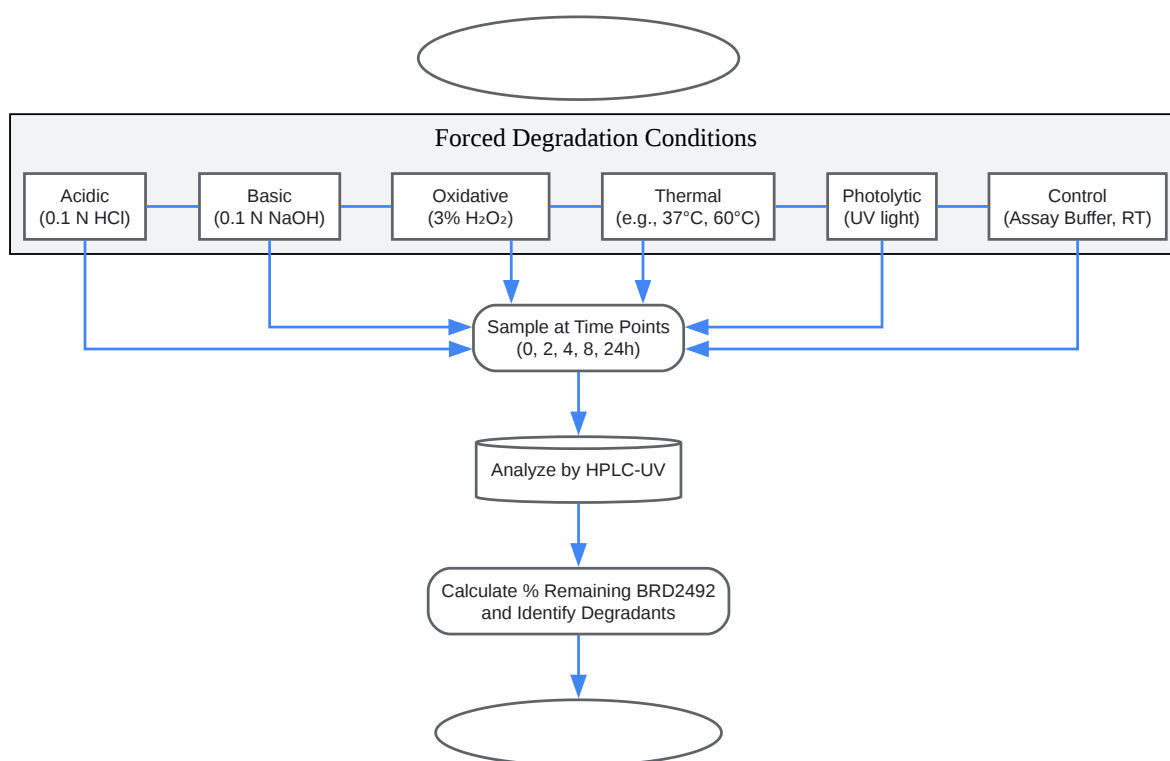 Forced Degradation Conditions
Acidic
(0.1 N HCl)
Basic
(0.1 N NaOH)
Oxidative
(3% H₂O₂)
Thermal
(e.g., 37°C, 60°C)
Photolytic
(UV light)
Control
(Assay Buffer, RT)
Sample at Time Points
(0, 2, 4, 8, 24h)
Analyze by HPLC-UV
Calculate % Remaining BRD2492
and Identify Degradants